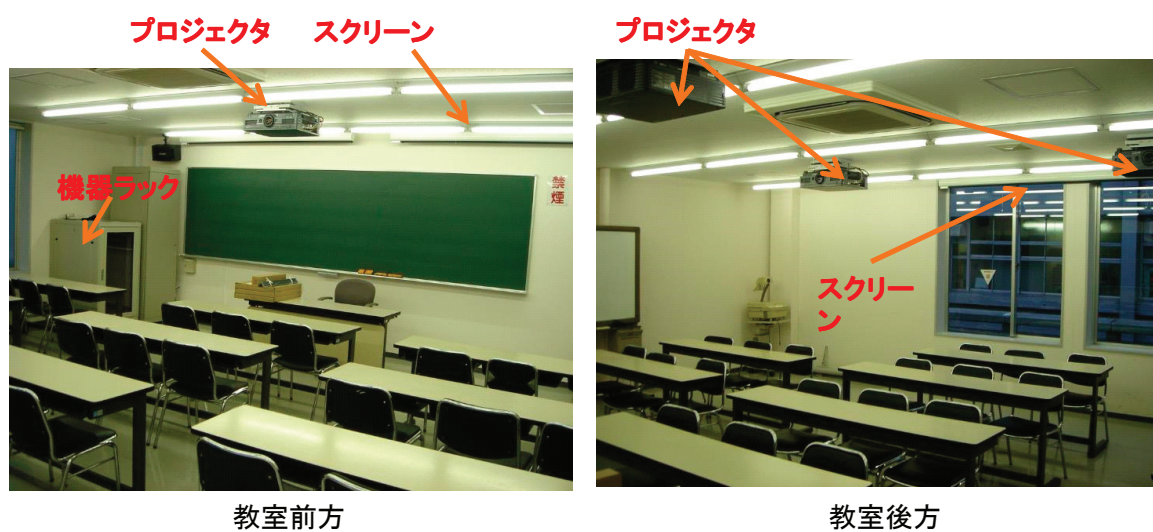 プロジェクタ
スクリーン
プロジェクタ
機器ラック
禁煙
スクリー
ン
教室前方
教室後方